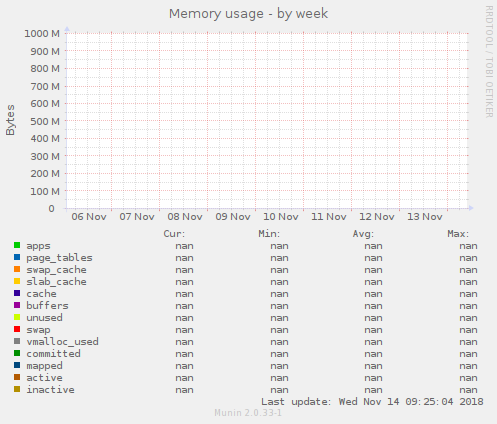 Memory usage - by week
RRDTOOL / TOBI OETIKER
Bytes
1000 M
900 M
800 M
700 M
600 M
500 M
400 M
300 M
200 M
100 M
0
06 Nov 07 Nov 08 Nov 09 Nov 10 Nov 11 Nov 12 Nov 13 Nov
Cur: Min: Avg: Max:
apps nan nan nan nan
page_tables nan nan nan nan
swap_cache nan nan nan nan
slab_cache nan nan nan nan
cache nan nan nan nan
buffers nan nan nan nan
unused nan nan nan nan
swap nan nan nan nan
vmalloc_used nan nan nan nan
committed nan nan nan nan
mapped nan nan nan nan
active nan nan nan nan
inactive nan nan nan nan
Last update: Wed Nov 14 09:25:04 2018
Munin 2.0.33-1